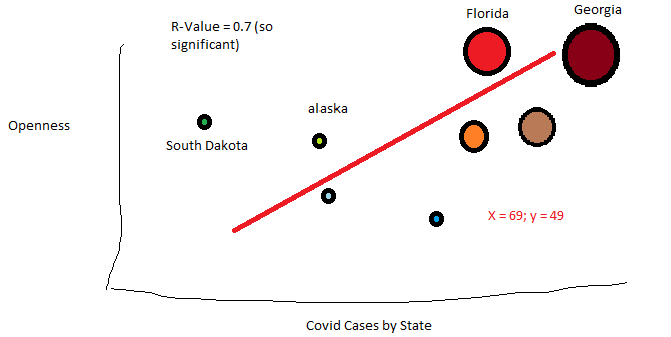 Florida
Georgia
R-Value = 0.7 (so
significant)
alaska
Openness
South Dakota
X = 69; y = 49
Covid Cases by State